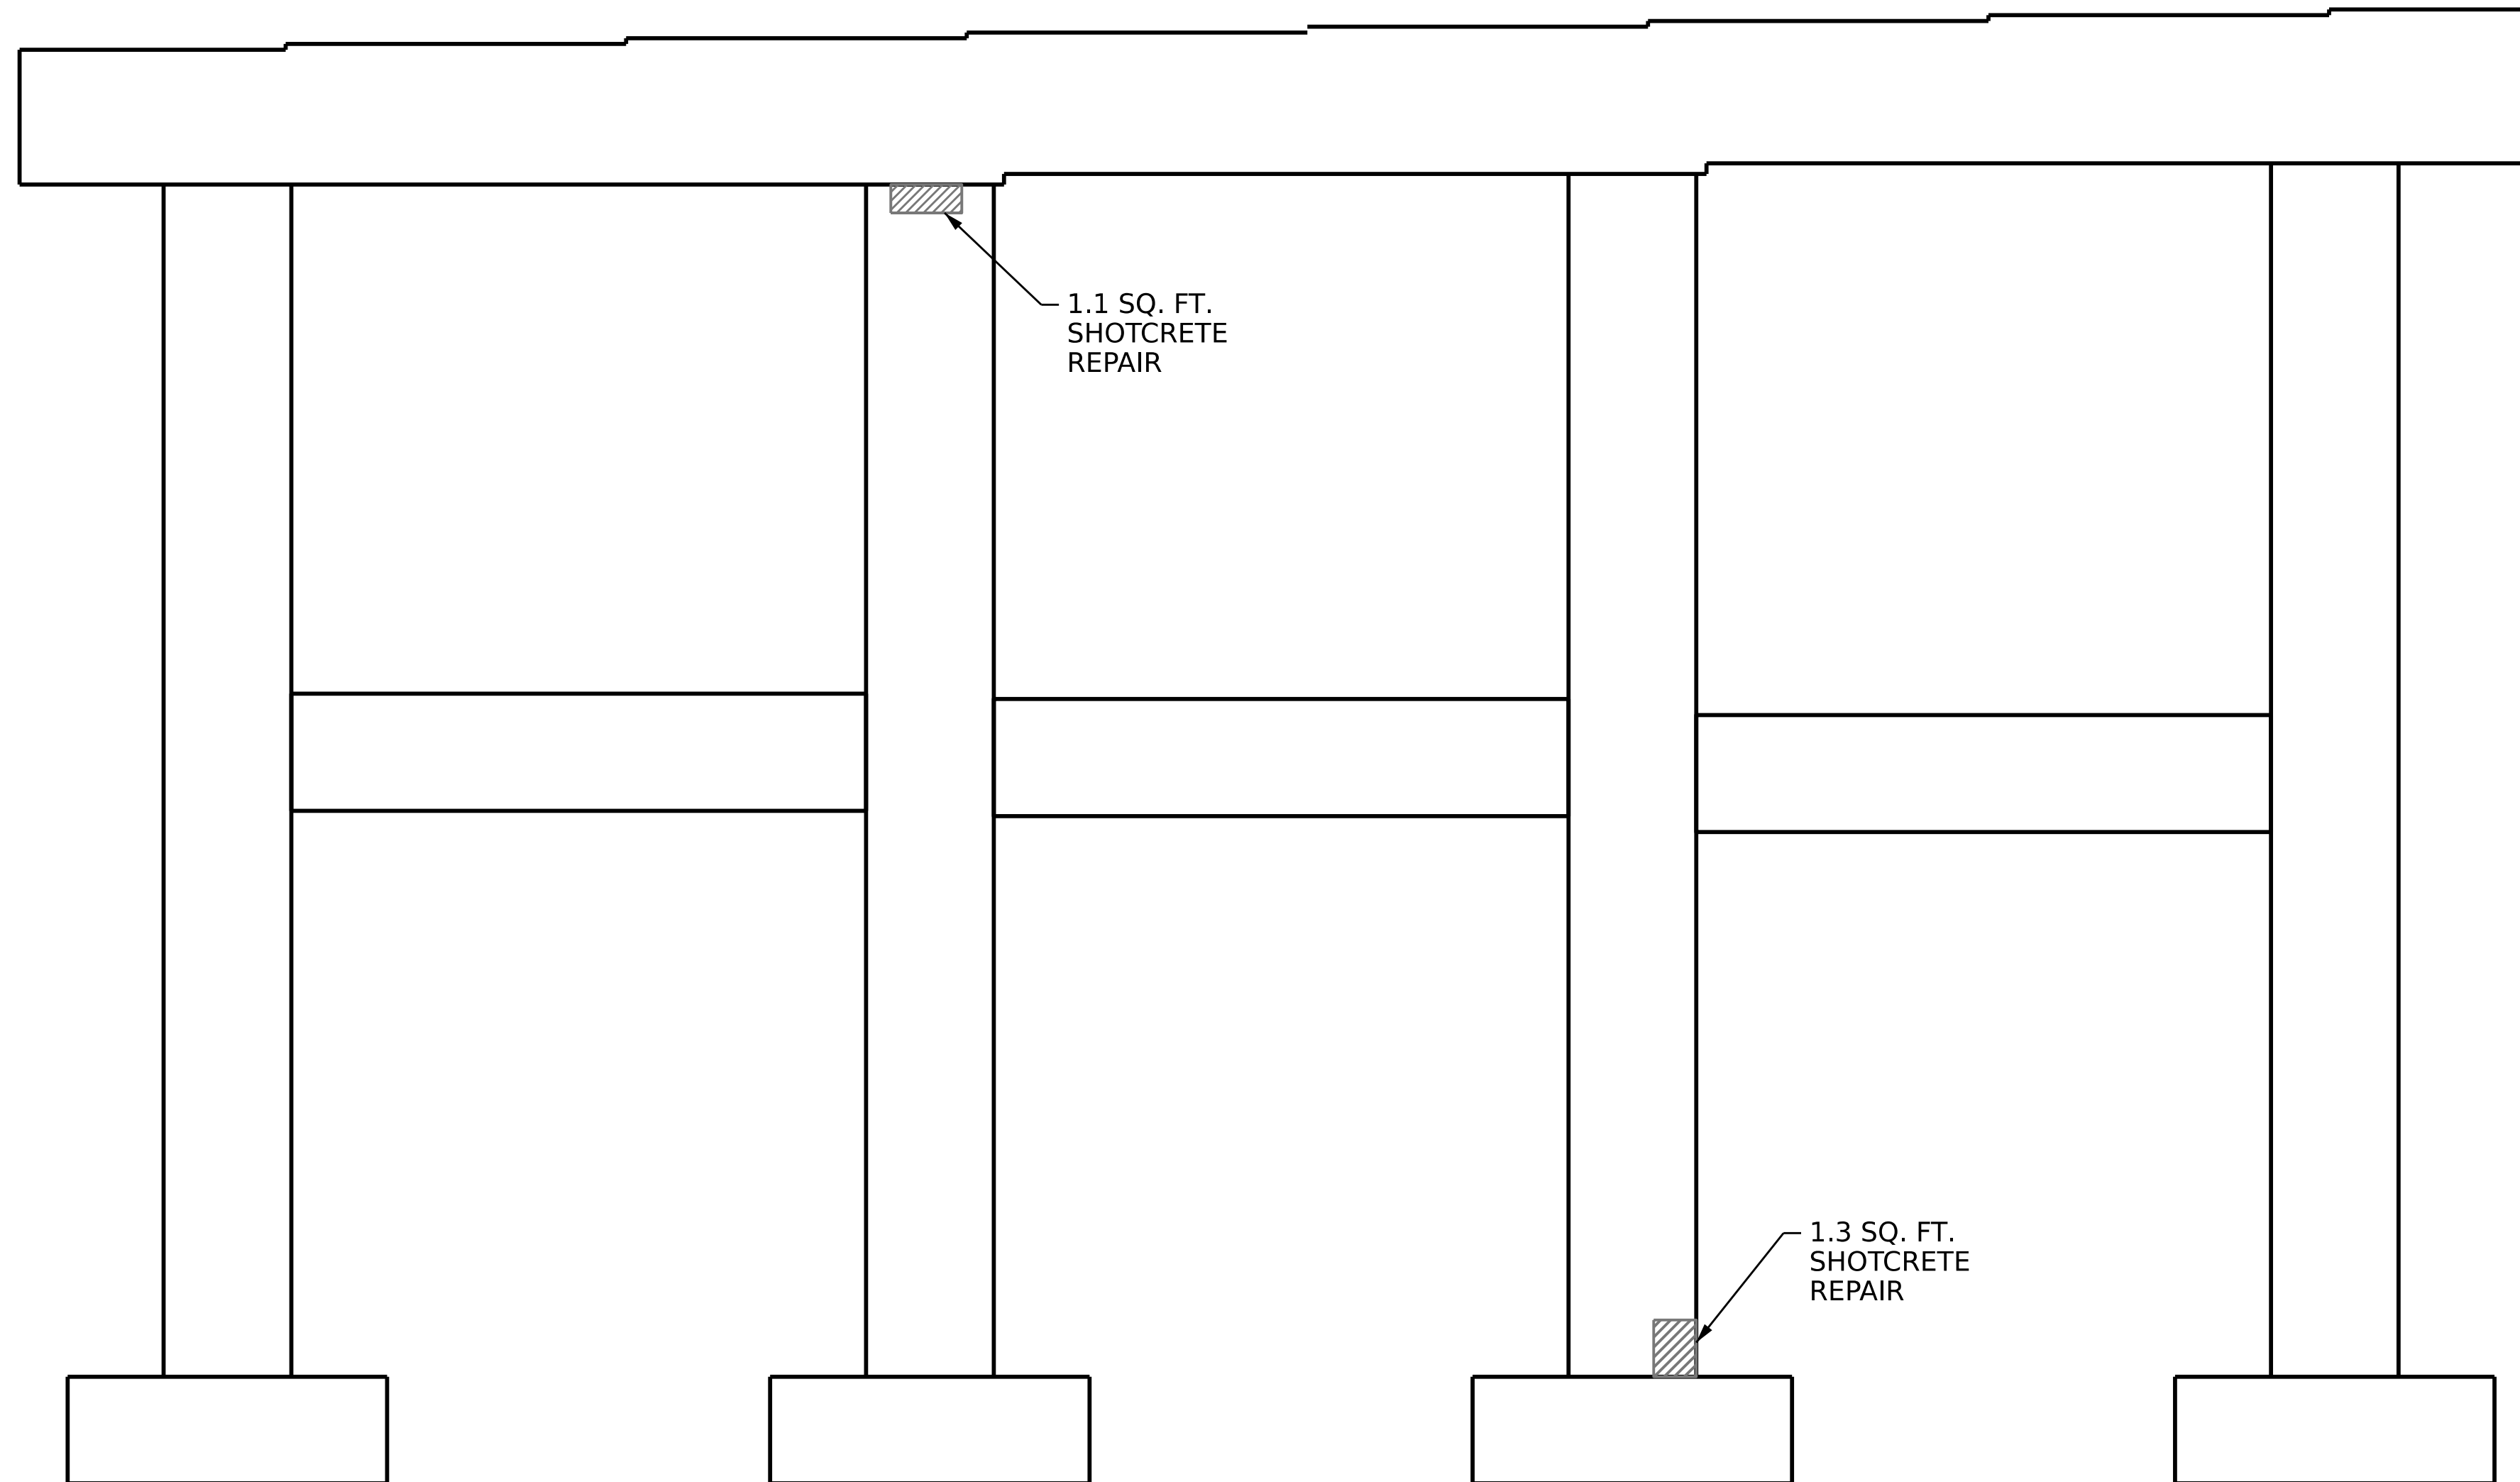 1.1 SQ. FT.
SHOTCRETE
REPAIR
1.3 SQ. FT.
SHOTCRETE
REPAIR